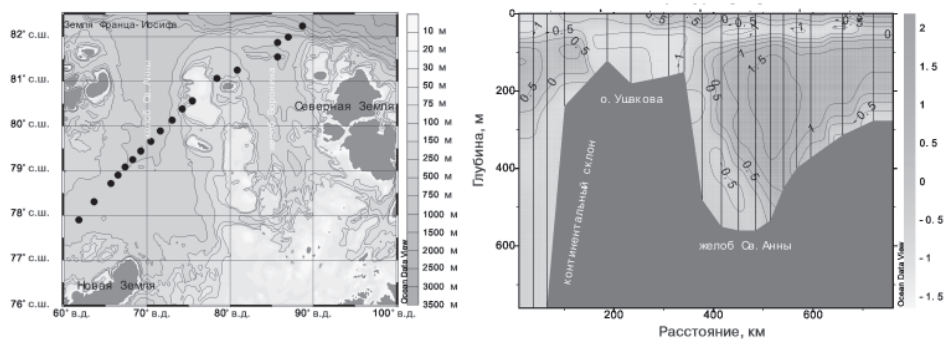 Земля Франца-Иосифа
82° с.ш.
81° с.ш.
80° с.ш.
79° с.ш.
78° с.ш.
77° с.ш.
76° с.ш.
Северная Земля
Новая Земля
60° в.д.
70° в.д.
80° в.д.
90° в.д.
100° в.д.
10 м
20 м
30 м
50 м
75 м
100 м
150 м
250 м
350 м
500 м
750 м
1000 м
1500 м
2000 м
2500 м
3000 м
3500 м
Ocean Data View
Глубина, м
0
200
400
600
о. Ушакова
континентальный склон
желоб Св. Анны
200
400
600
Расстояние, км
2
1.5
1
0.5
0
-0.5
-1
-1.5
Ocean Data View